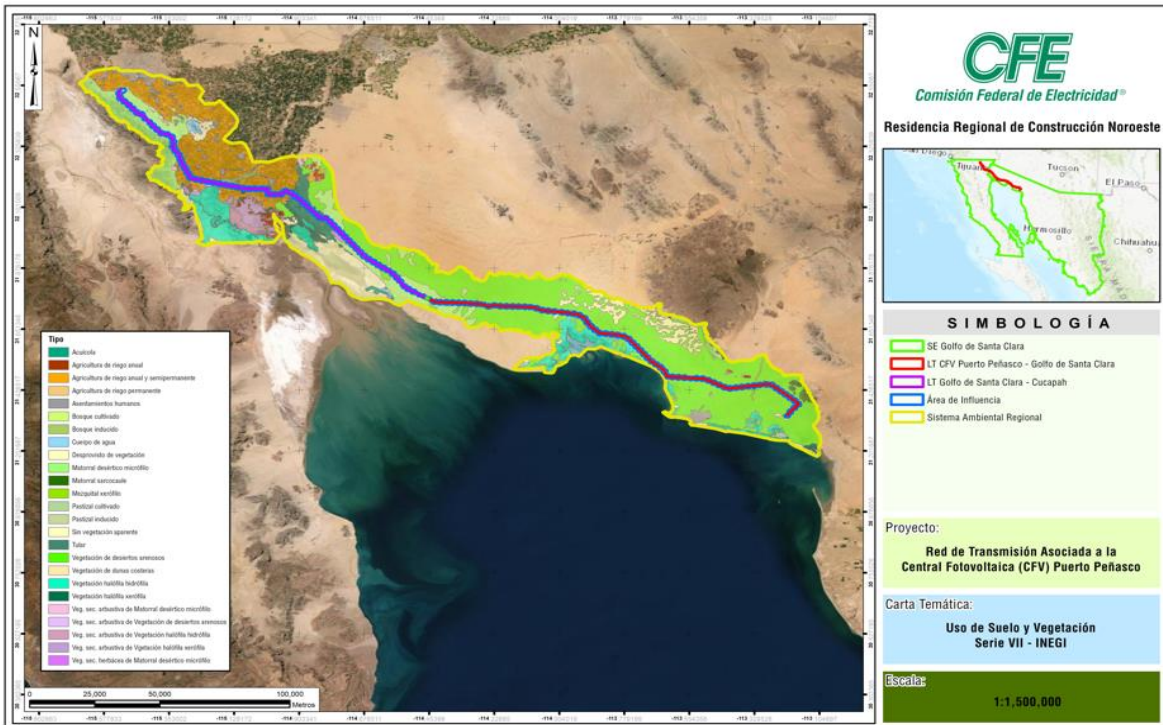 N
CFE
Comisión Federal de Electricidad®
Residencia Regional de Construcción Noroeste
Tucson
El Paso
Hermosillo
Chihuahua
SIMBOLOGÍA
SE Golfo de Santa Clara
LT CFV Puerto Peñasco - Golfo de Santa Clara
LT Golfo de Santa Clara - Cucapah
Área de Influencia
Sistema Ambiental Regional
Proyecto:
Red de Transmisión Asociada a la
Central Fotovoltaica (CFV) Puerto Peñasco
Carta Temática:
Uso de Suelo y Vegetación
Serie VII - INEGI
Escala:
1:1,500,000
Tipo
Acuícola
Agricultura de riego anual
Agricultura de riego anual y semipermanente
Agricultura de riego permanente
Asentamientos humanos
Bosque cultivado
Bosque inducido
Cuerpo de agua
Desprovido de vegetación
Matorral desértico micrófilo
Matorral sarcocaule
Mezquital xerófilo
Pastizal cultivado
Pastizal inducido
Sin vegetación aparente
Tular
Vegetación de desiertos arenosos
Vegetación de dunas costeras
Vegetación halófila hidrófila
Vegetación halófila xerófila
Veg. sec. arbustiva de Matorral desértico micrófilo
Veg. sec. arbustiva de Vegetación de desiertos arenosos
Veg. sec. arbustiva de Vegetación halófila hidrófila
Veg. sec. arbustiva de Vgetación halófila xerófila
Veg. sec. herbácea de Matorral desértico micrófilo
0 25,000 50,000 100,000
Metros